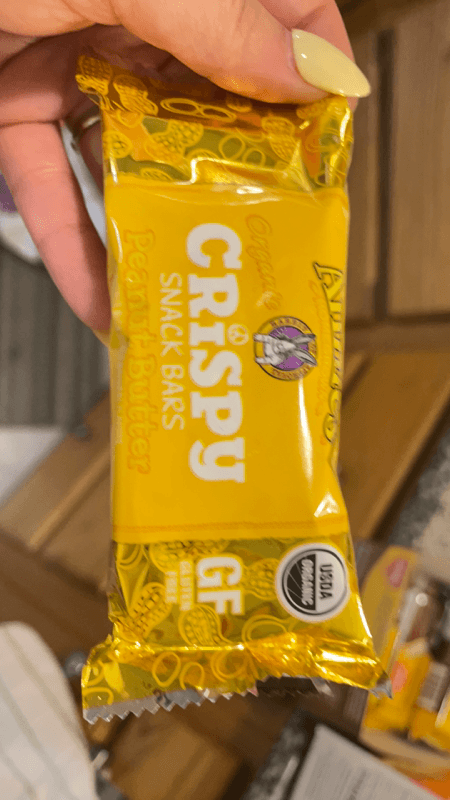 Annie's
Organic
CRISPY
SNACK BARS
Peanut Butter
GF
GLUTEN
FREE
USDA
ORGANIC